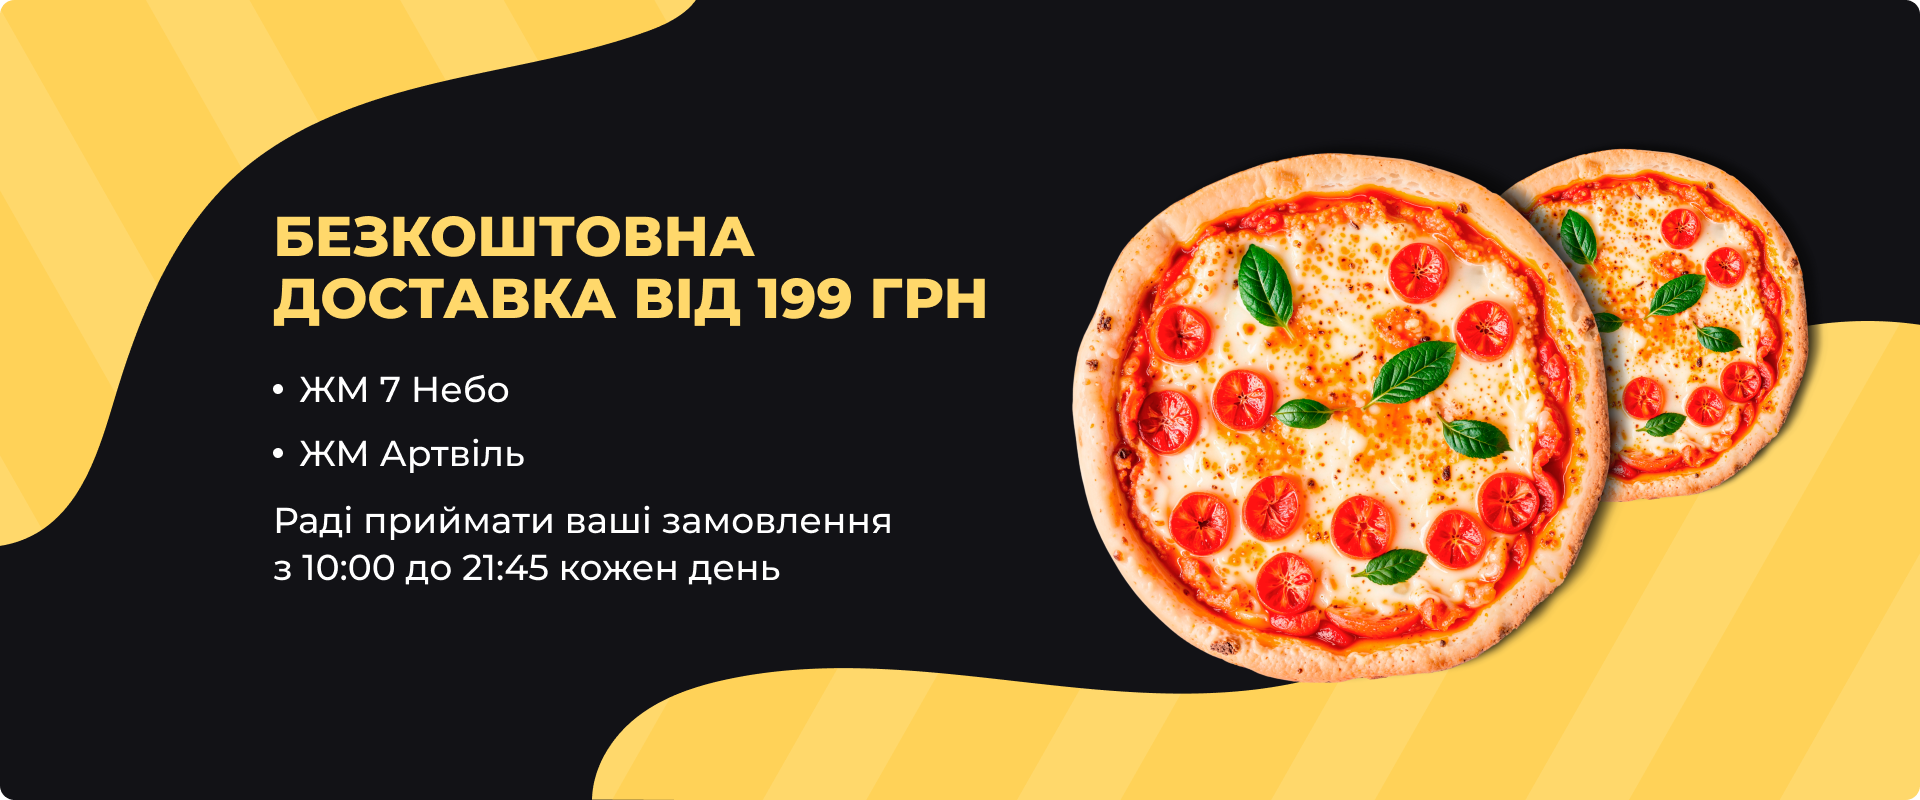 БЕЗКОШТОВНА
ДОСТАВКА ВІД 199 ГРН
• ЖМ 7 Небо
• ЖМ Артвіль
Раді приймати ваші замовлення
з 10:00 до 21:45 кожен день